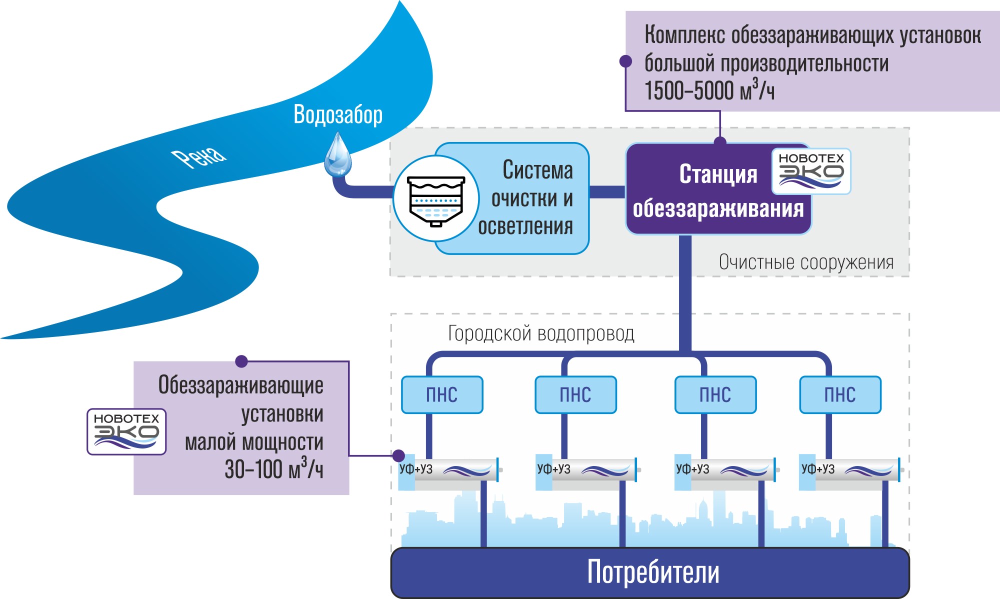 Комплекс обеззараживающих установок
большой производительности
1500–5000 м³/ч
Водозабор
Река
Система
очистки и
осветления
Станция
обеззараживания
НОВОТЕХ
ЭКО
Очистные сооружения
Городской водопровод
Обеззараживающие
установки
малой мощности
30–100 м³/ч
НОВОТЕХ
ЭКО
ПНС
ПНС
ПНС
ПНС
УФ+УЗ
УФ+УЗ
УФ+УЗ
УФ+УЗ
Потребители